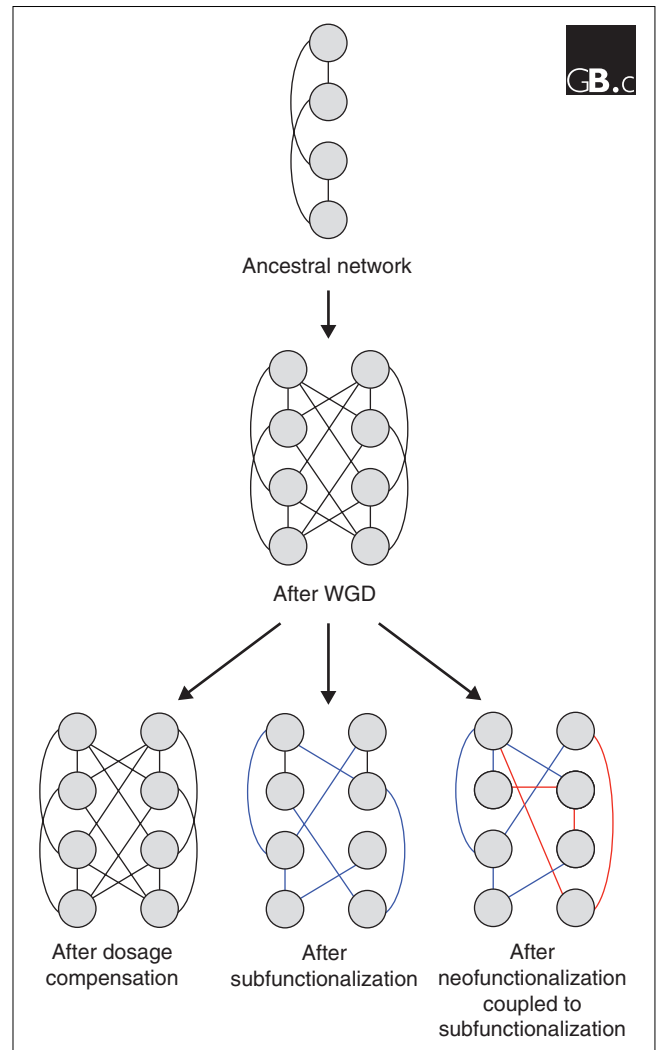 GB.c
Ancestral network
After WGD
After dosage
compensation
After
subfunctionalization
After
neofunctionalization
coupled to
subfunctionalization